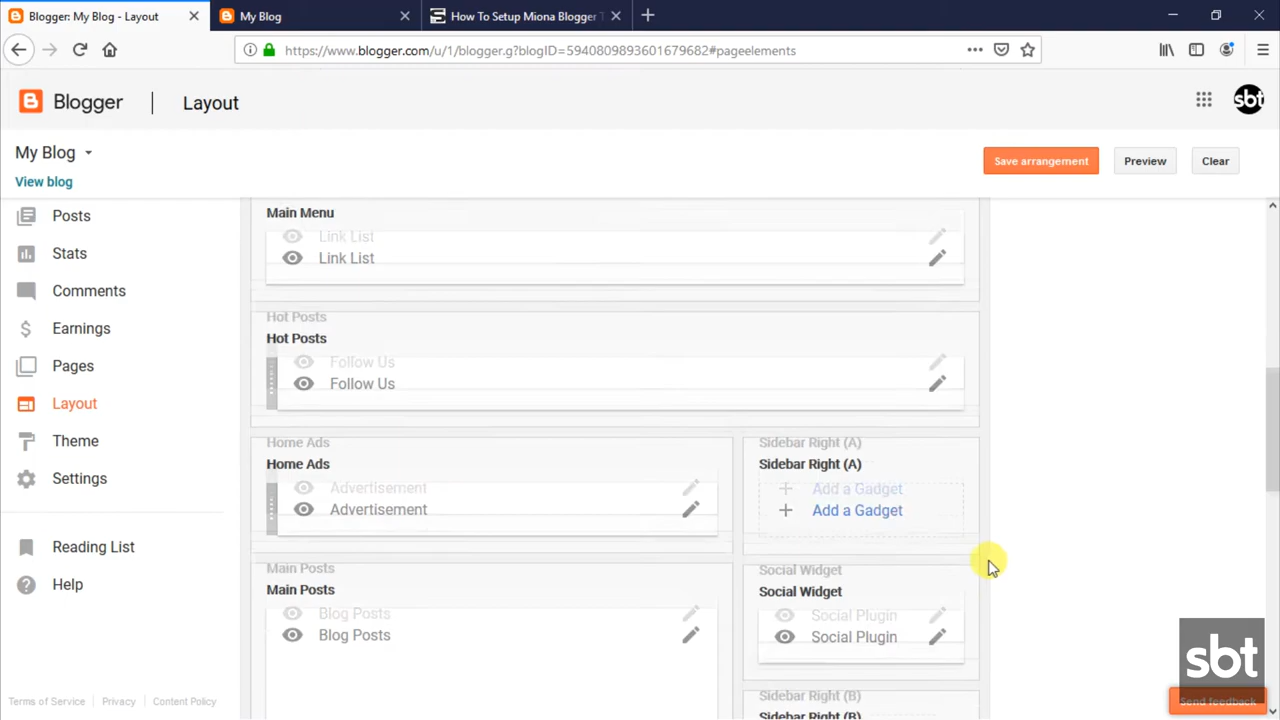 Blogger: My Blog - Layout
My Blog
How To Setup Miona Blogger T
https://www.blogger.com/u/1/blogger.g?blogID=5940809893601679682#pageelements
Blogger
Layout
sbt
My Blog
View blog
Save arrangement
Preview
Clear
Posts
Stats
Comments
Earnings
Pages
Layout
Theme
Settings
Reading List
Help
Terms of Service
Privacy
Content Policy
Main Menu
Link List
Link List
Hot Posts
Hot Posts
Follow Us
Follow Us
Home Ads
Home Ads
Advertisement
Advertisement
Sidebar Right (A)
Sidebar Right (A)
Add a Gadget
Add a Gadget
Main Posts
Main Posts
Blog Posts
Blog Posts
Social Widget
Social Widget
Social Plugin
Social Plugin
Sidebar Right (B)
Sidebar Right (B)
sbt
Send feedback